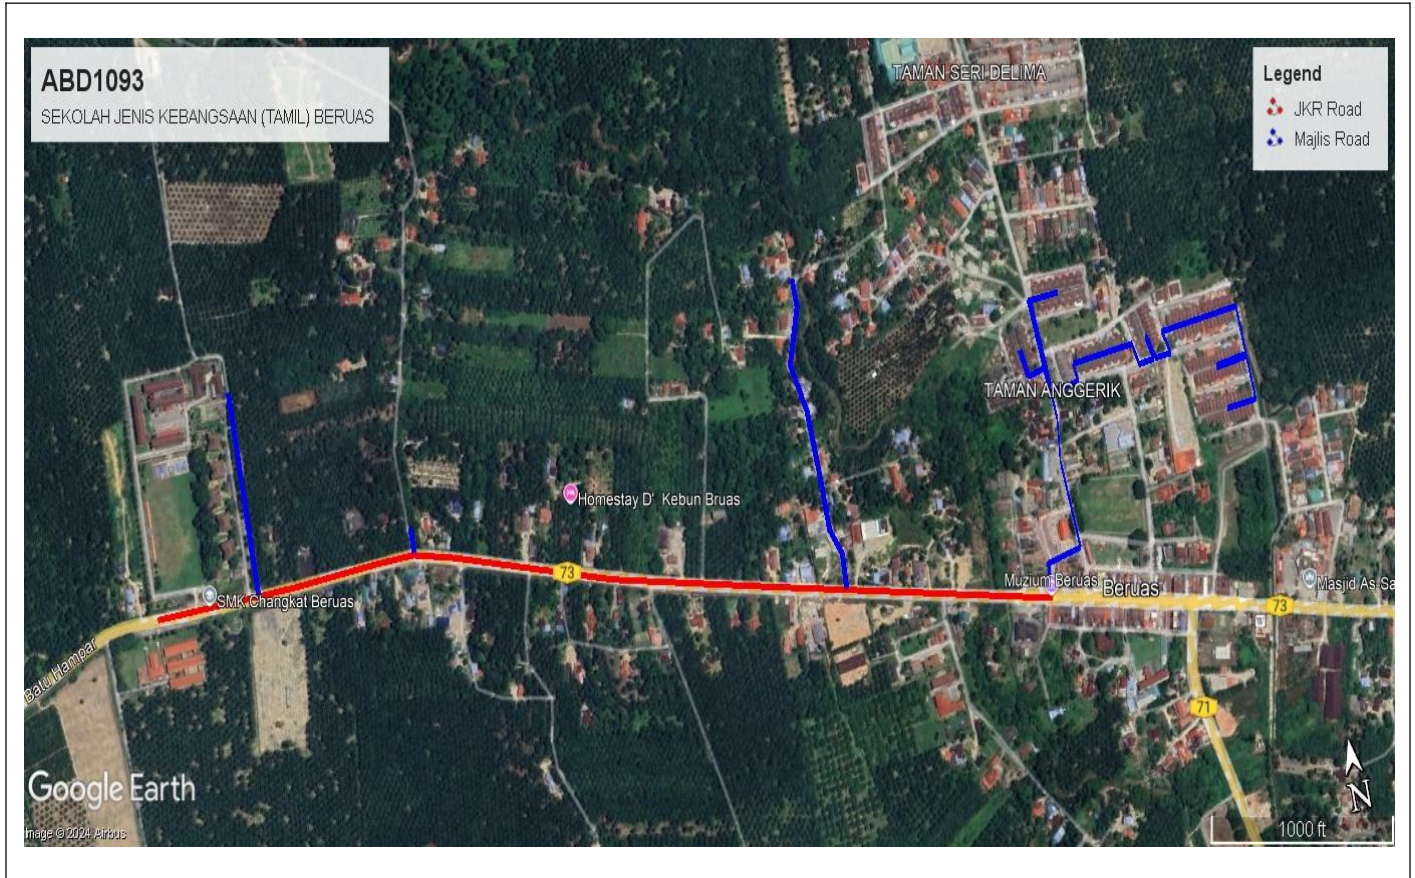 ABD1093
SEKOLAH JENIS KEBANGSAAN (TAMIL) BERUAS
Legend
JKR Road
Majlis Road
TAMAN SERI DELIMA
TAMAN ANGGERIK
Homestay D' Kebun Bruas
73
SMK Changkat Beruas
Muzium Beruas
Beruas
Masjid As Sa
73
Batu Hampar
71
Google Earth
Image © 2024 Airbus
N
1000 ft